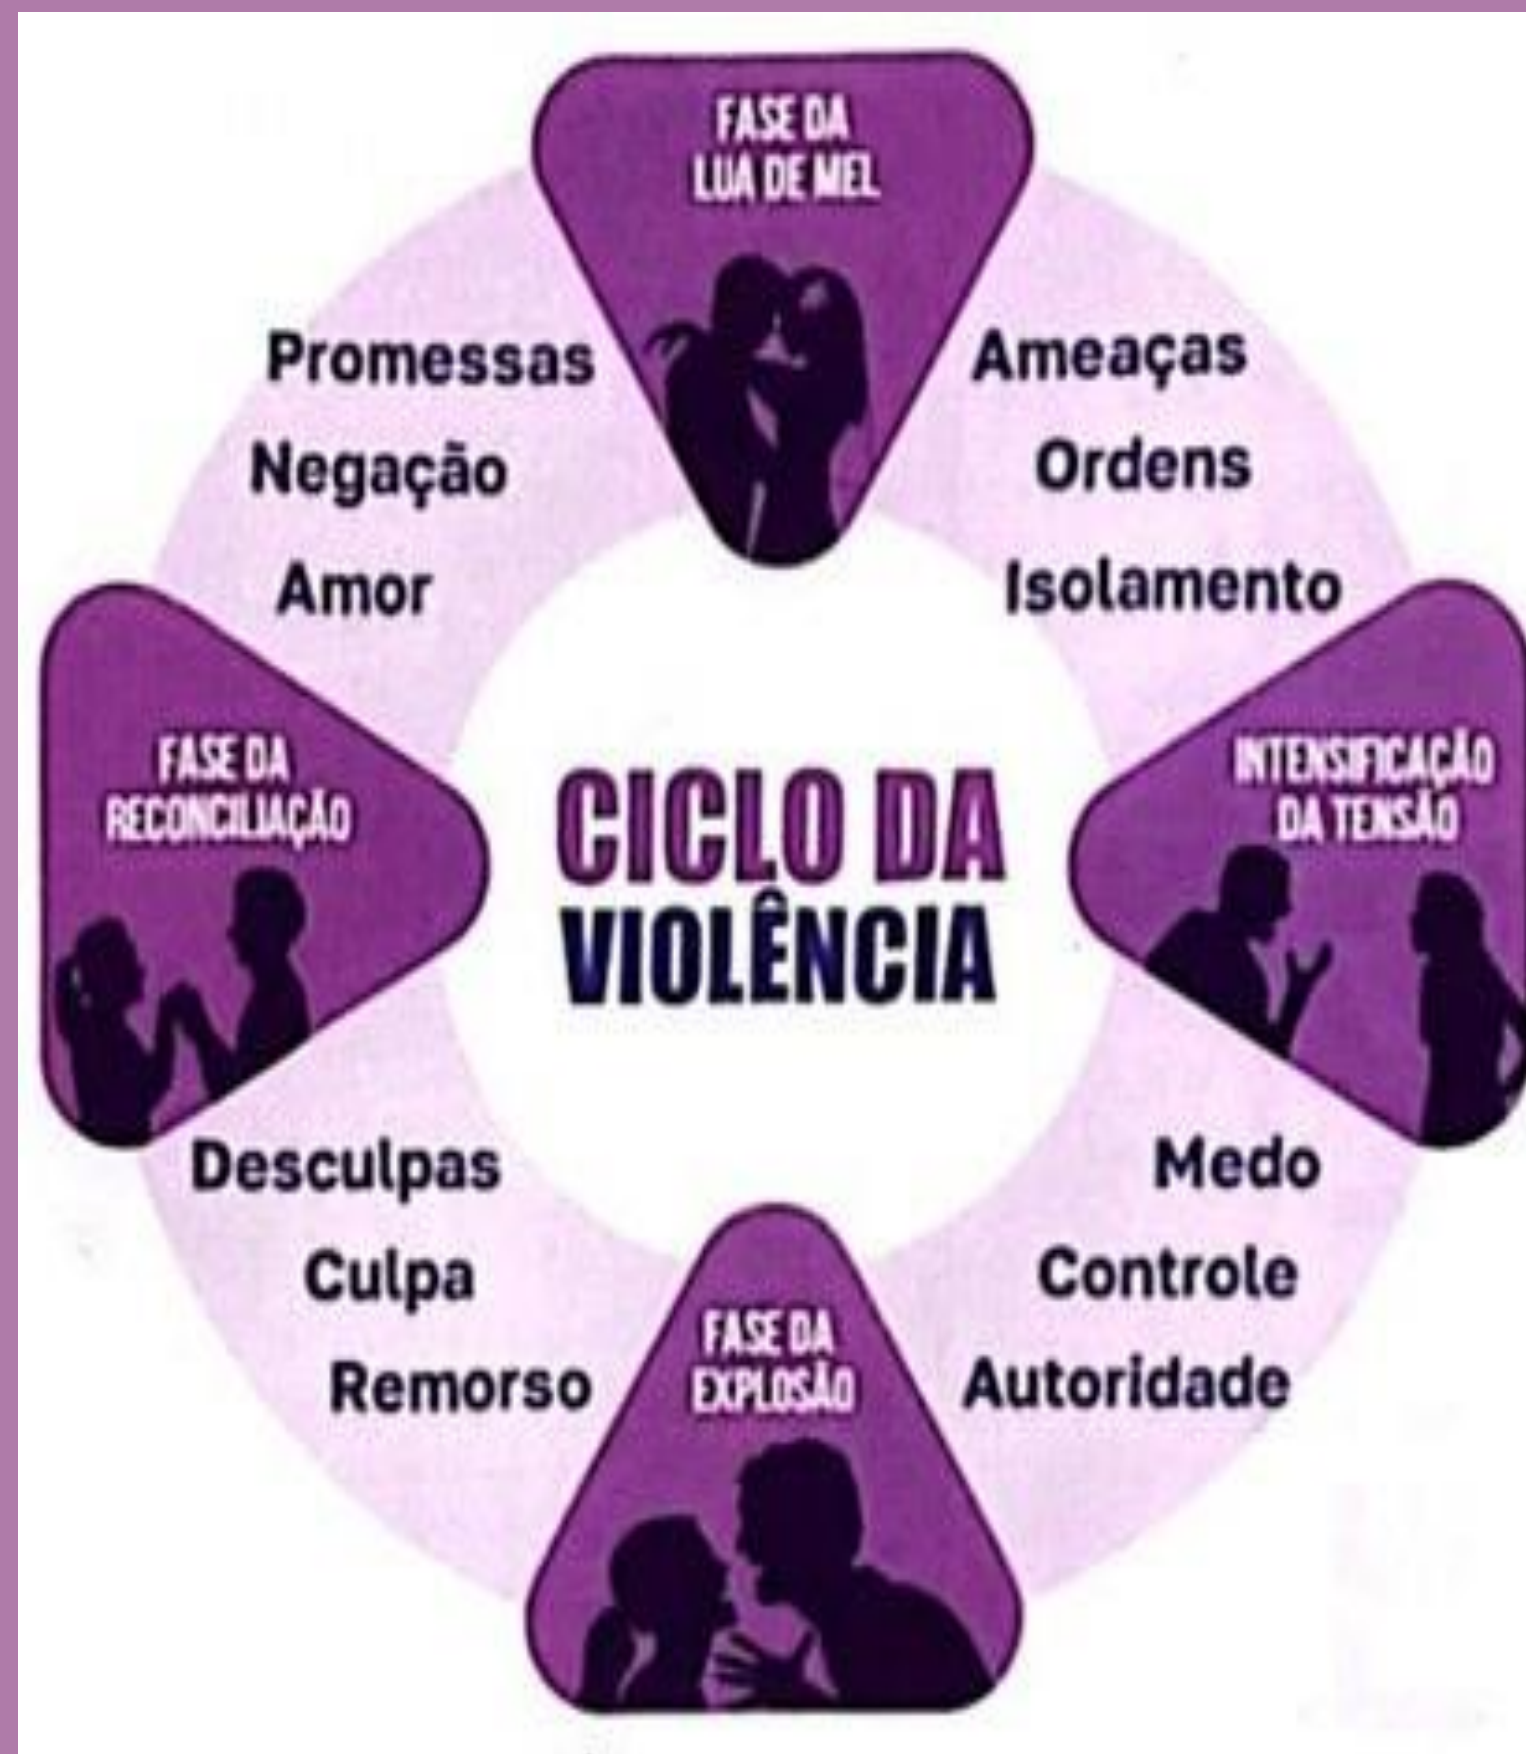 FASE DA
LUA DE MEL
Promessas
Negação
Amor
Ameaças
Ordens
Isolamento
FASE DA
RECONCILIAÇÃO
CICLO DA
VIOLÊNCIA
INTENSIFICAÇÃO
DA TENSÃO
Desculpas
Culpa
Remorso
Medo
Controle
Autoridade
FASE DA
EXPLOSÃO